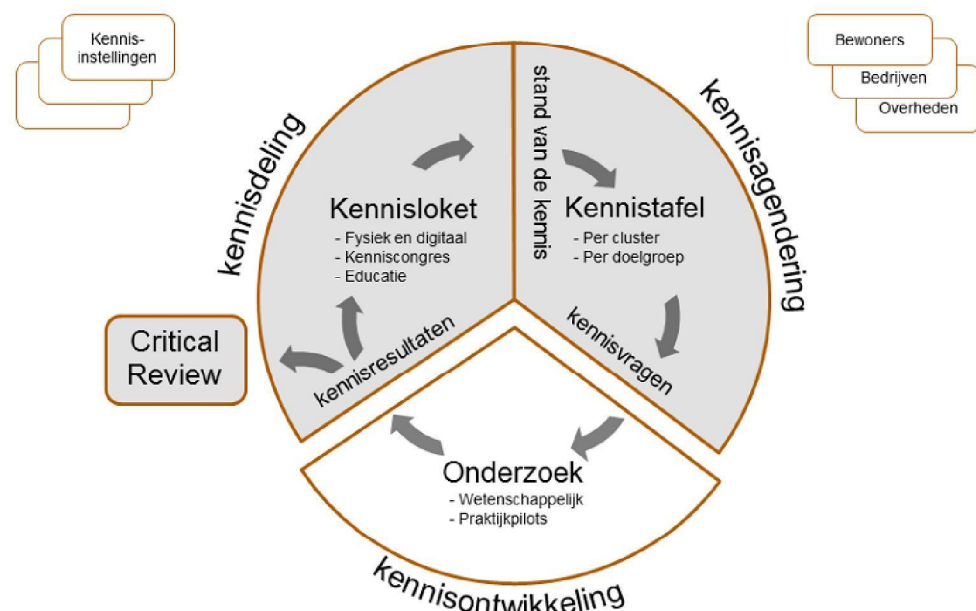 Kennis-
instellingen
Bewoners
Bedrijven
Overheden
kennisdeling
stand van de kennis
kennisagendering
Kennisloket
- Fysiek en digitaal
- Kenniscongres
- Educatie
Kennistafel
- Per cluster
- Per doelgroep
Critical
Review
kennisresultaten
kennisvragen
Onderzoek
- Wetenschappelijk
- Praktijkpilots
kennisontwikkeling